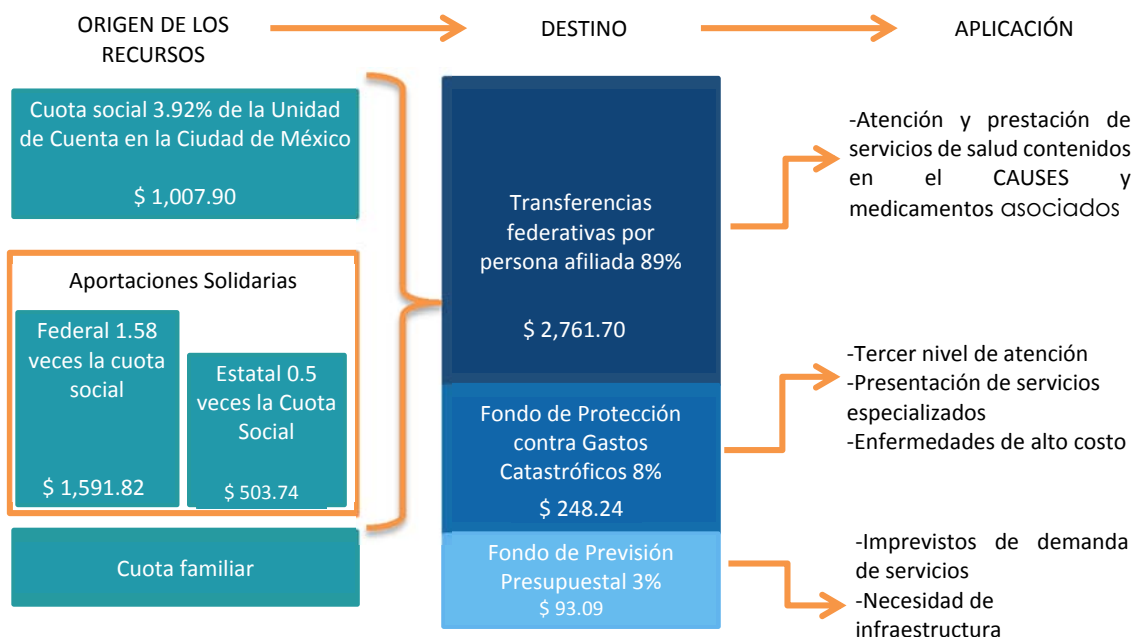 ORIGEN DE LOS
RECURSOS
DESTINO
APLICACIÓN
Cuota social 3.92% de la Unidad
de Cuenta en la Ciudad de México
$ 1,007.90
Aportaciones Solidarias
Federal 1.58
veces la cuota
social
$ 1,591.82
Estatal 0.5
veces la Cuota
Social
$ 503.74
Cuota familiar
Transferencias
federativas por
persona afiliada 89%
$ 2,761.70
Fondo de Protección
contra Gastos
Catastróficos 8%
$ 248.24
Fondo de Previsión
Presupuestal 3%
$ 93.09
-Atención y prestación de
servicios de salud contenidos
en el CAUSES y
medicamentos asociados
-Tercer nivel de atención
-Presentación de servicios
especializados
-Enfermedades de alto costo
-Imprevistos de demanda
de servicios
-Necesidad de
infraestructura